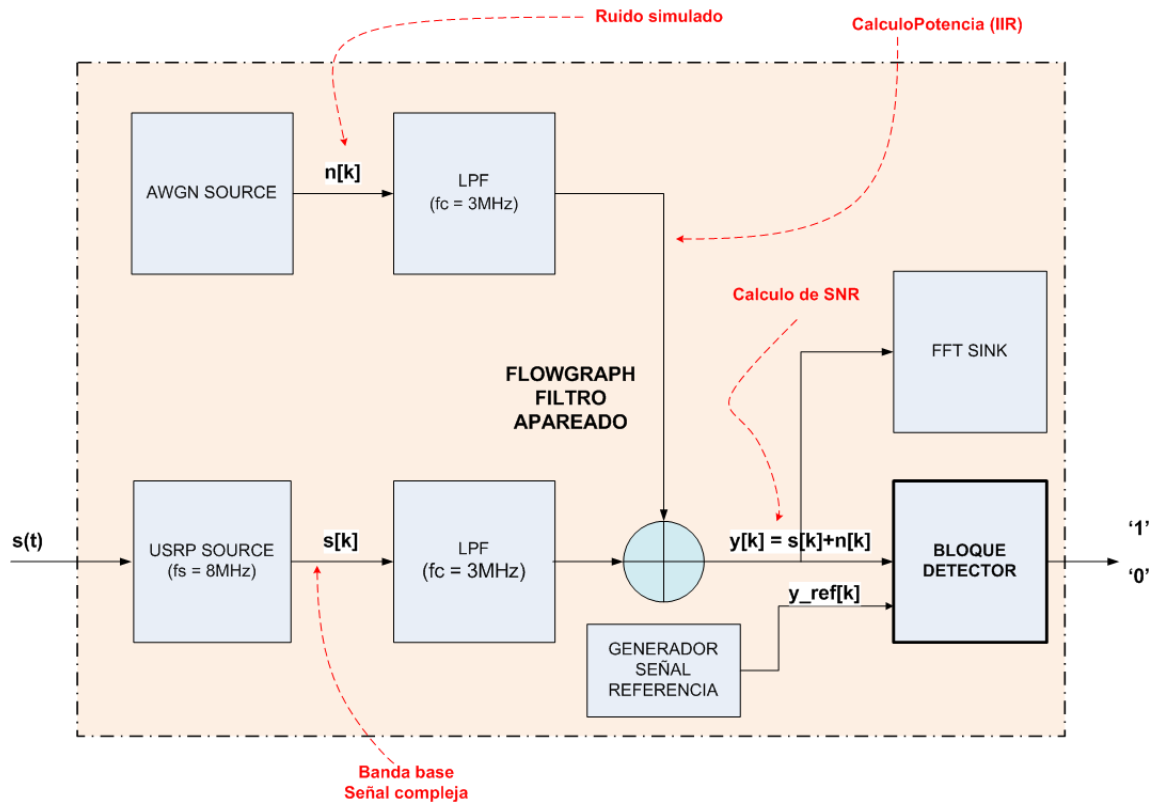 Ruido simulado
CalculoPotencia (IIR)
AWGN SOURCE
n[k]
LPF
(fc = 3MHz)
Calculo de SNR
FFT SINK
FLOWGRAPH
FILTRO
APAREADO
s(t)
USRP SOURCE
(fs = 8MHz)
s[k]
LPF
(fc = 3MHz)
y[k] = s[k]+n[k]
y_ref[k]
BLOQUE
DETECTOR
‘1’
‘0’
GENERADOR
SEÑAL
REFERENCIA
Banda base
Señal compleja